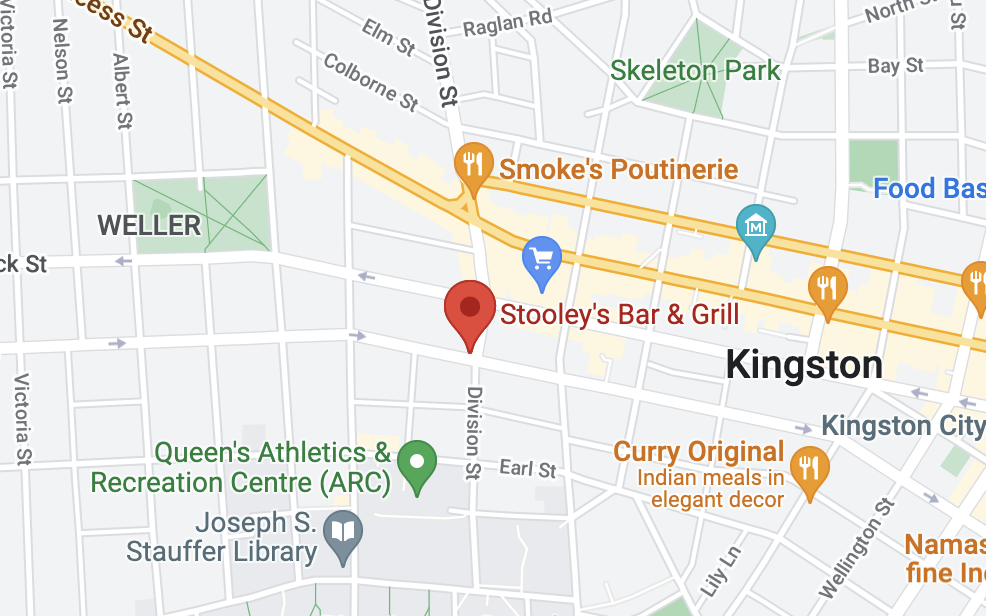 cess St
Victoria St
Nelson St
Albert St
Elm St
Colborne St
Division St
Raglan Rd
North St
Skeleton Park
Bay St
Smoke's Poutinerie
Food Bas
WELLER
ck St
Stooley's Bar & Grill
Kingston
Victoria St
Division St
Kingston City
Queen's Athletics &
Recreation Centre (ARC)
Earl St
Curry Original
Indian meals in
elegant decor
Joseph S.
Stauffer Library
Lily Ln
Wellington St
Namas
fine In